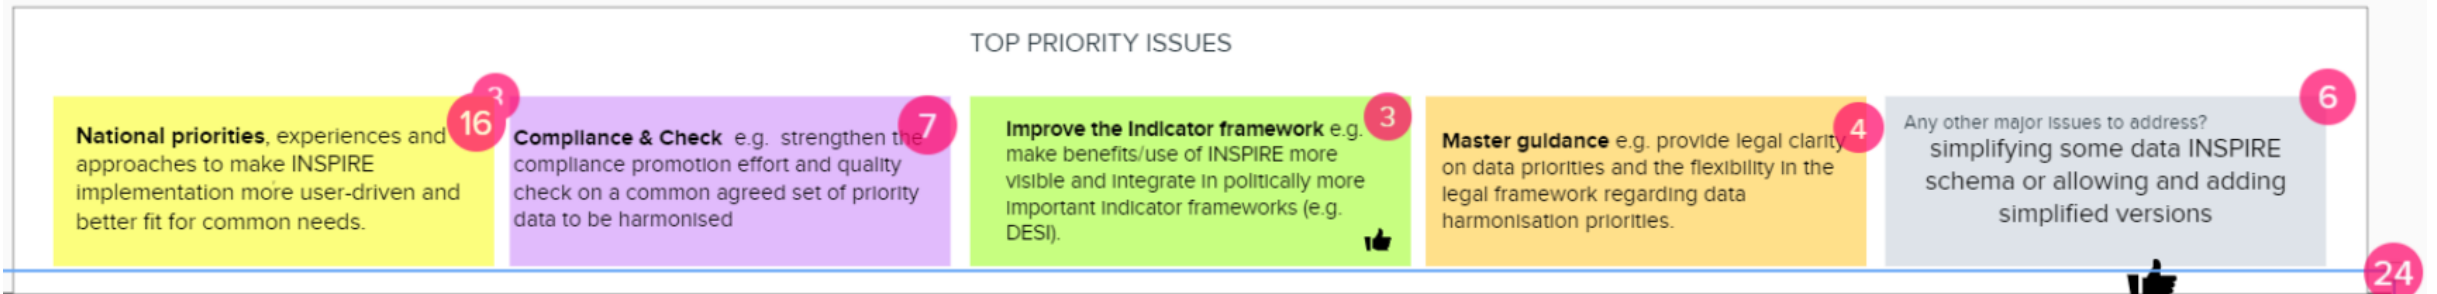 TOP PRIORITY ISSUES
3
16
National priorities, experiences and
approaches to make INSPIRE
implementation more user-driven and
better fit for common needs.
7
Compliance & Check e.g. strengthen the
compliance promotion effort and quality
check on a common agreed set of priority
data to be harmonised
3
Improve the Indicator framework e.g.
make benefits/use of INSPIRE more
visible and integrate in politically more
important indicator frameworks (e.g.
DESI).
4
Master guidance e.g. provide legal clarity
on data priorities and the flexibility in the
legal framework regarding data
harmonisation priorities.
6
Any other major issues to address?
simplifying some data INSPIRE
schema or allowing and adding
simplified versions
24